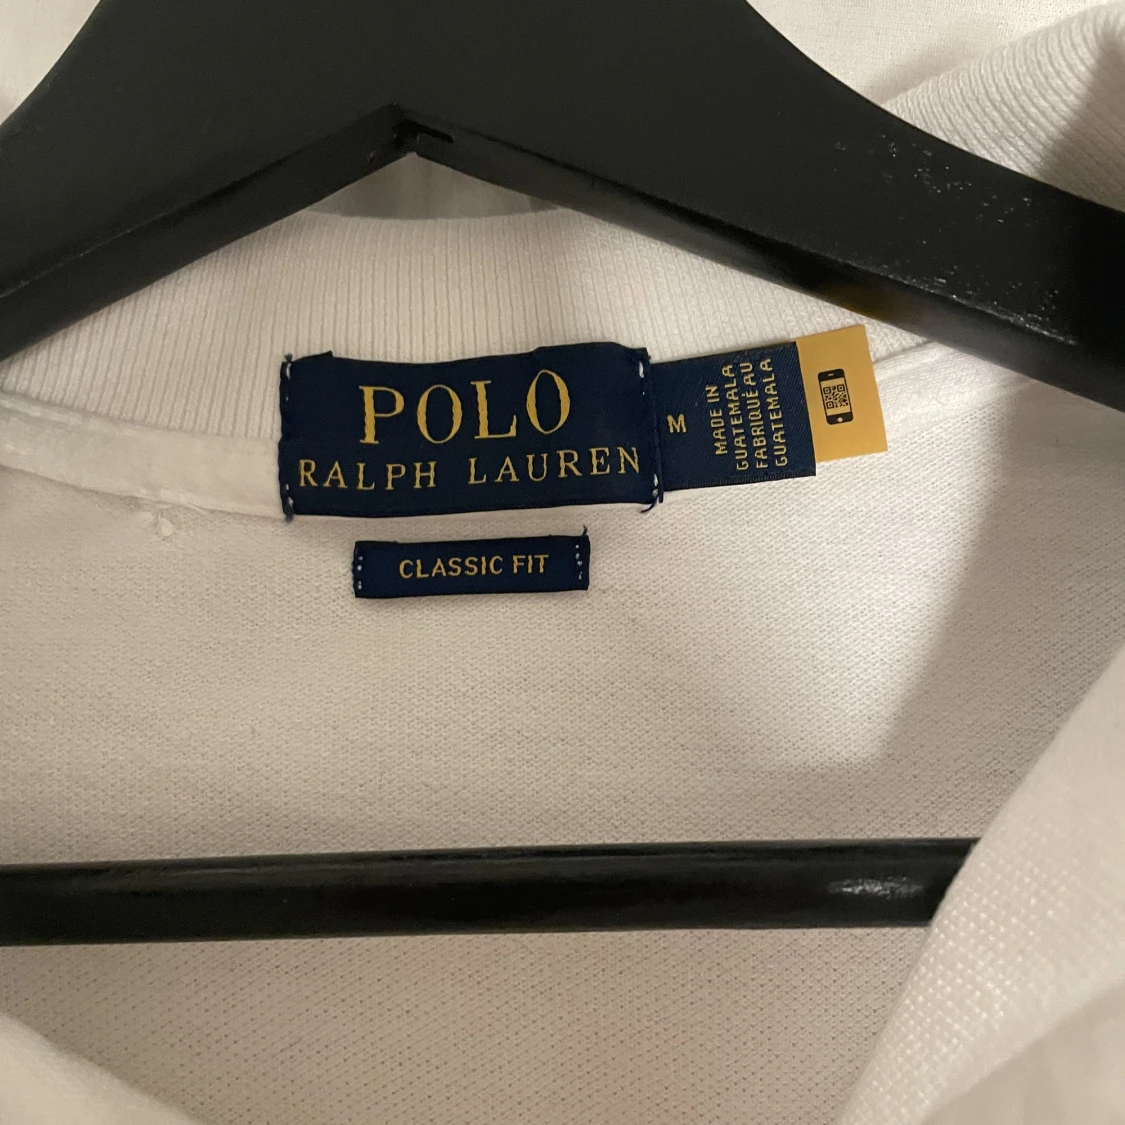 POLO
RALPH LAUREN
M
MADE IN
GUATEMALA
FABRIQUÉ AU
GUATEMALA
CLASSIC FIT